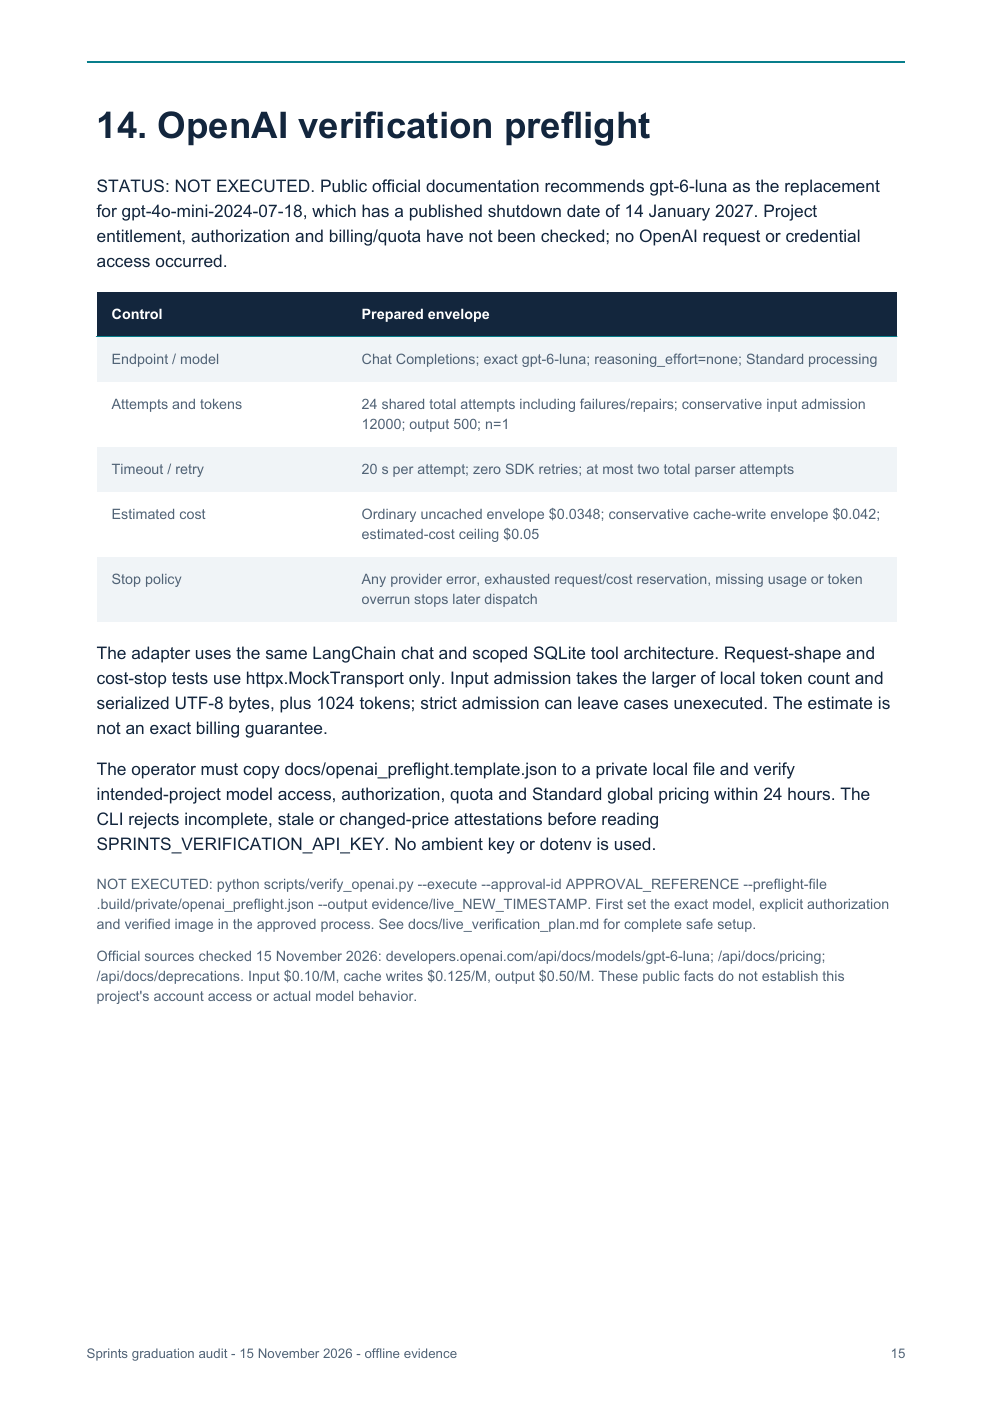 14. OpenAI verification preflight
STATUS: NOT EXECUTED. Public official documentation recommends gpt-6-luna as the replacement
for gpt-4o-mini-2024-07-18, which has a published shutdown date of 14 January 2027. Project
entitlement, authorization and billing/quota have not been checked; no OpenAI request or credential
access occurred.
Control Prepared envelope
Endpoint / model Chat Completions; exact gpt-6-luna; reasoning_effort=none; Standard processing
Attempts and tokens 24 shared total attempts including failures/repairs; conservative input admission
12000; output 500; n=1
Timeout / retry 20 s per attempt; zero SDK retries; at most two total parser attempts
Estimated cost Ordinary uncached envelope $0.0348; conservative cache-write envelope $0.042;
estimated-cost ceiling $0.05
Stop policy Any provider error, exhausted request/cost reservation, missing usage or token
overrun stops later dispatch
The adapter uses the same LangChain chat and scoped SQLite tool architecture. Request-shape and
cost-stop tests use httpx.MockTransport only. Input admission takes the larger of local token count and
serialized UTF-8 bytes, plus 1024 tokens; strict admission can leave cases unexecuted. The estimate is
not an exact billing guarantee.
The operator must copy docs/openai_preflight.template.json to a private local file and verify
intended-project model access, authorization, quota and Standard global pricing within 24 hours. The
CLI rejects incomplete, stale or changed-price attestations before reading
SPRINTS_VERIFICATION_API_KEY. No ambient key or dotenv is used.
NOT EXECUTED: python scripts/verify_openai.py --execute --approval-id APPROVAL_REFERENCE --preflight-file
.build/private/openai_preflight.json --output evidence/live_NEW_TIMESTAMP. First set the exact model, explicit authorization
and verified image in the approved process. See docs/live_verification_plan.md for complete safe setup.
Official sources checked 15 November 2026: developers.openai.com/api/docs/models/gpt-6-luna; /api/docs/pricing;
/api/docs/deprecations. Input $0.10/M, cache writes $0.125/M, output $0.50/M. These public facts do not establish this
project's account access or actual model behavior.
Sprints graduation audit - 15 November 2026 - offline evidence 15